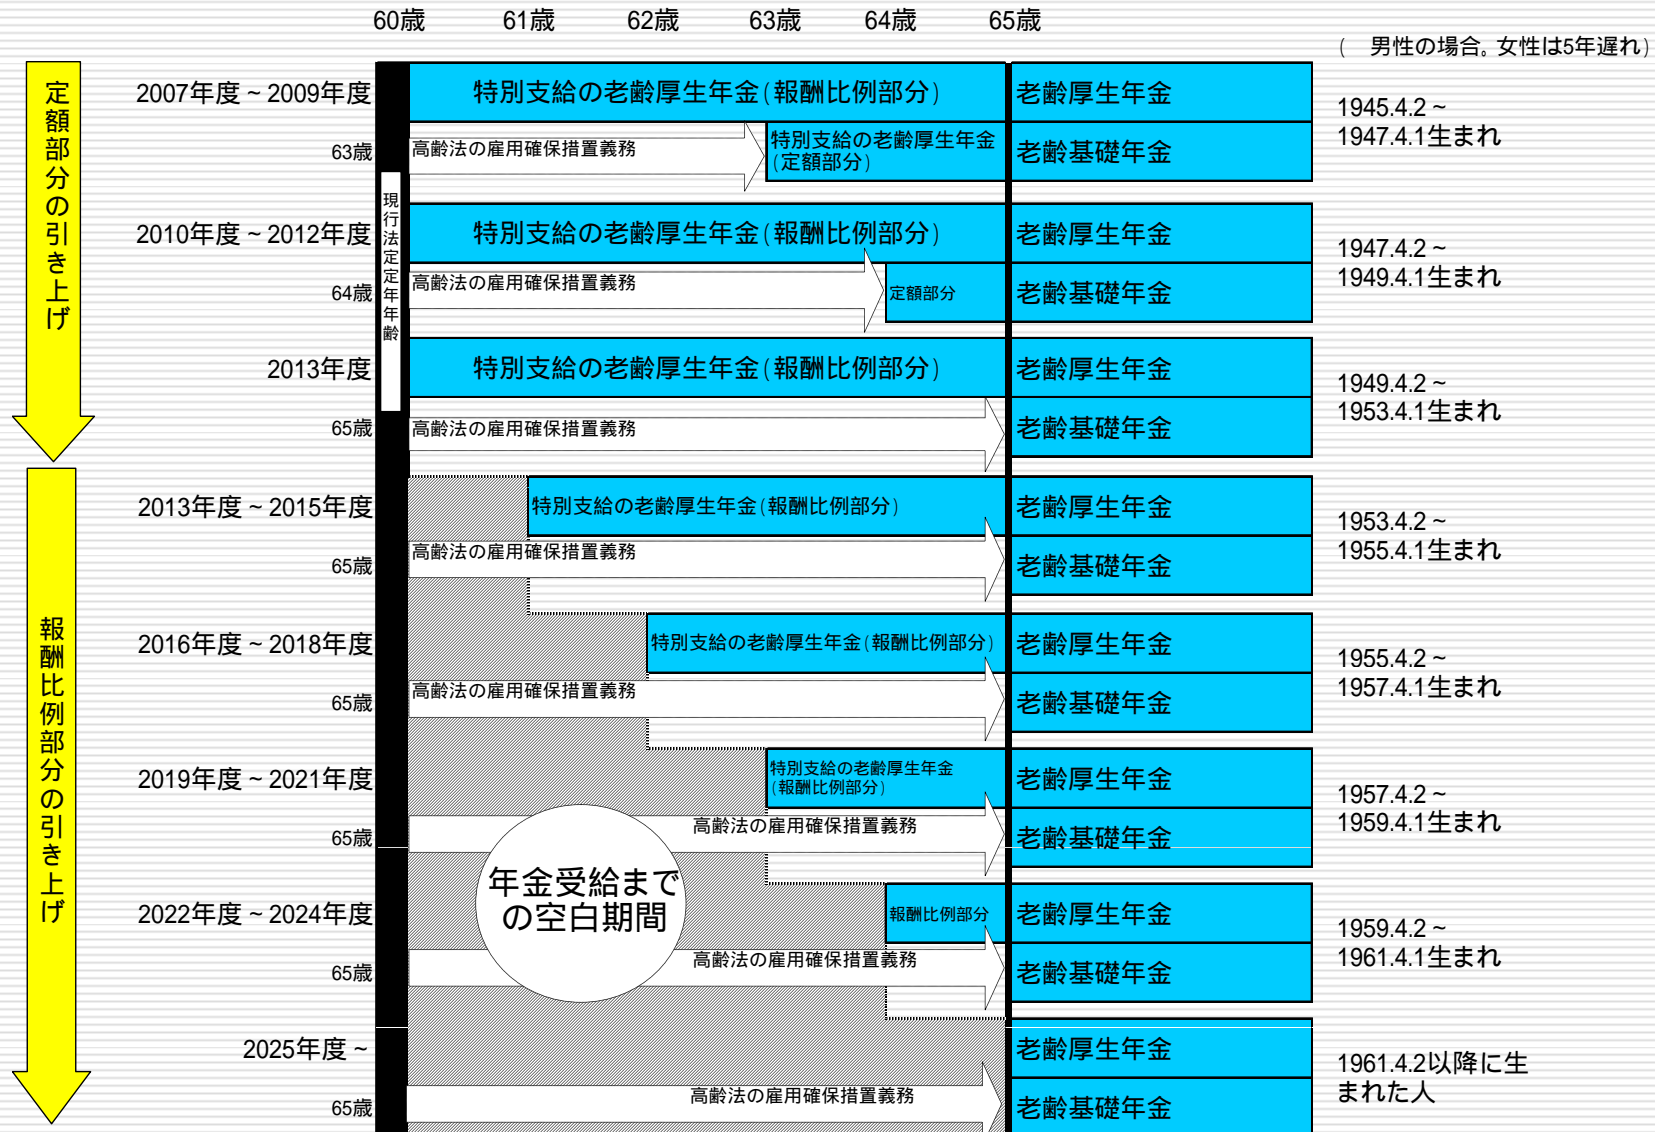 60歳 61歳 62歳 63歳 64歳 65歳
( 男性の場合。女性は5年遅れ)
定額部分の引き上げ
2007年度 ~ 2009年度
特別支給の老齢厚生年金(報酬比例部分)
老齢厚生年金
1945.4.2 ~
1947.4.1生まれ
63歳
高齢法の雇用確保措置義務
特別支給の老齢厚生年金
(定額部分)
老齢基礎年金
現行法定定年年齢
2010年度 ~ 2012年度
特別支給の老齢厚生年金(報酬比例部分)
老齢厚生年金
1947.4.2 ~
1949.4.1生まれ
64歳
高齢法の雇用確保措置義務
定額部分
老齢基礎年金
2013年度
特別支給の老齢厚生年金(報酬比例部分)
老齢厚生年金
1949.4.2 ~
1953.4.1生まれ
65歳
高齢法の雇用確保措置義務
老齢基礎年金
報酬比例部分の引き上げ
2013年度 ~ 2015年度
特別支給の老齢厚生年金(報酬比例部分)
老齢厚生年金
1953.4.2 ~
1955.4.1生まれ
65歳
高齢法の雇用確保措置義務
老齢基礎年金
2016年度 ~ 2018年度
特別支給の老齢厚生年金(報酬比例部分)
老齢厚生年金
1955.4.2 ~
1957.4.1生まれ
65歳
高齢法の雇用確保措置義務
老齢基礎年金
2019年度 ~ 2021年度
特別支給の老齢厚生年金
(報酬比例部分)
老齢厚生年金
1957.4.2 ~
1959.4.1生まれ
65歳
高齢法の雇用確保措置義務
老齢基礎年金
年金受給まで
の空白期間
2022年度 ~ 2024年度
報酬比例部分
老齢厚生年金
1959.4.2 ~
1961.4.1生まれ
65歳
高齢法の雇用確保措置義務
老齢基礎年金
2025年度 ~
老齢厚生年金
1961.4.2以降に生
まれた人
65歳
高齢法の雇用確保措置義務
老齢基礎年金